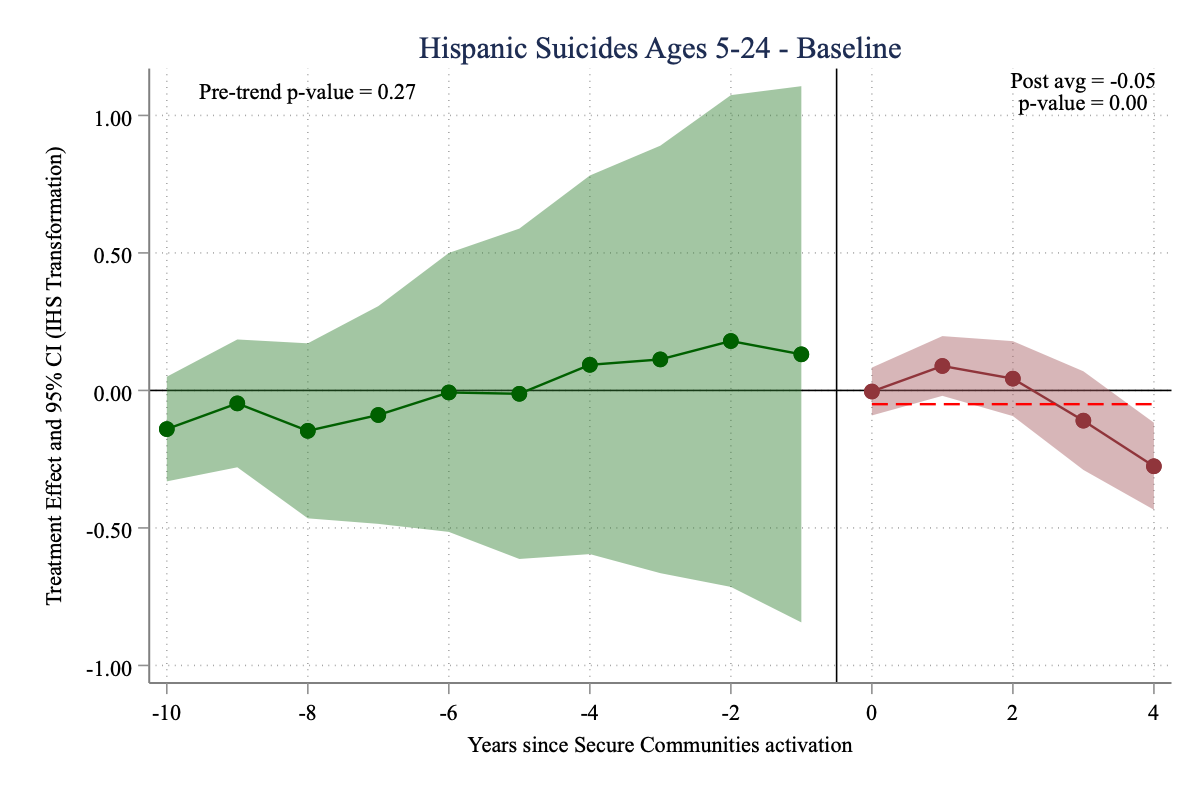 Hispanic Suicides Ages 5-24 - Baseline
Pre-trend p-value = 0.27
Post avg = -0.05
p-value = 0.00
Treatment Effect and 95% CI (IHS Transformation)
1.00
0.50
0.00
-0.50
-1.00
-10 -8 -6 -4 -2 0 2 4
Years since Secure Communities activation